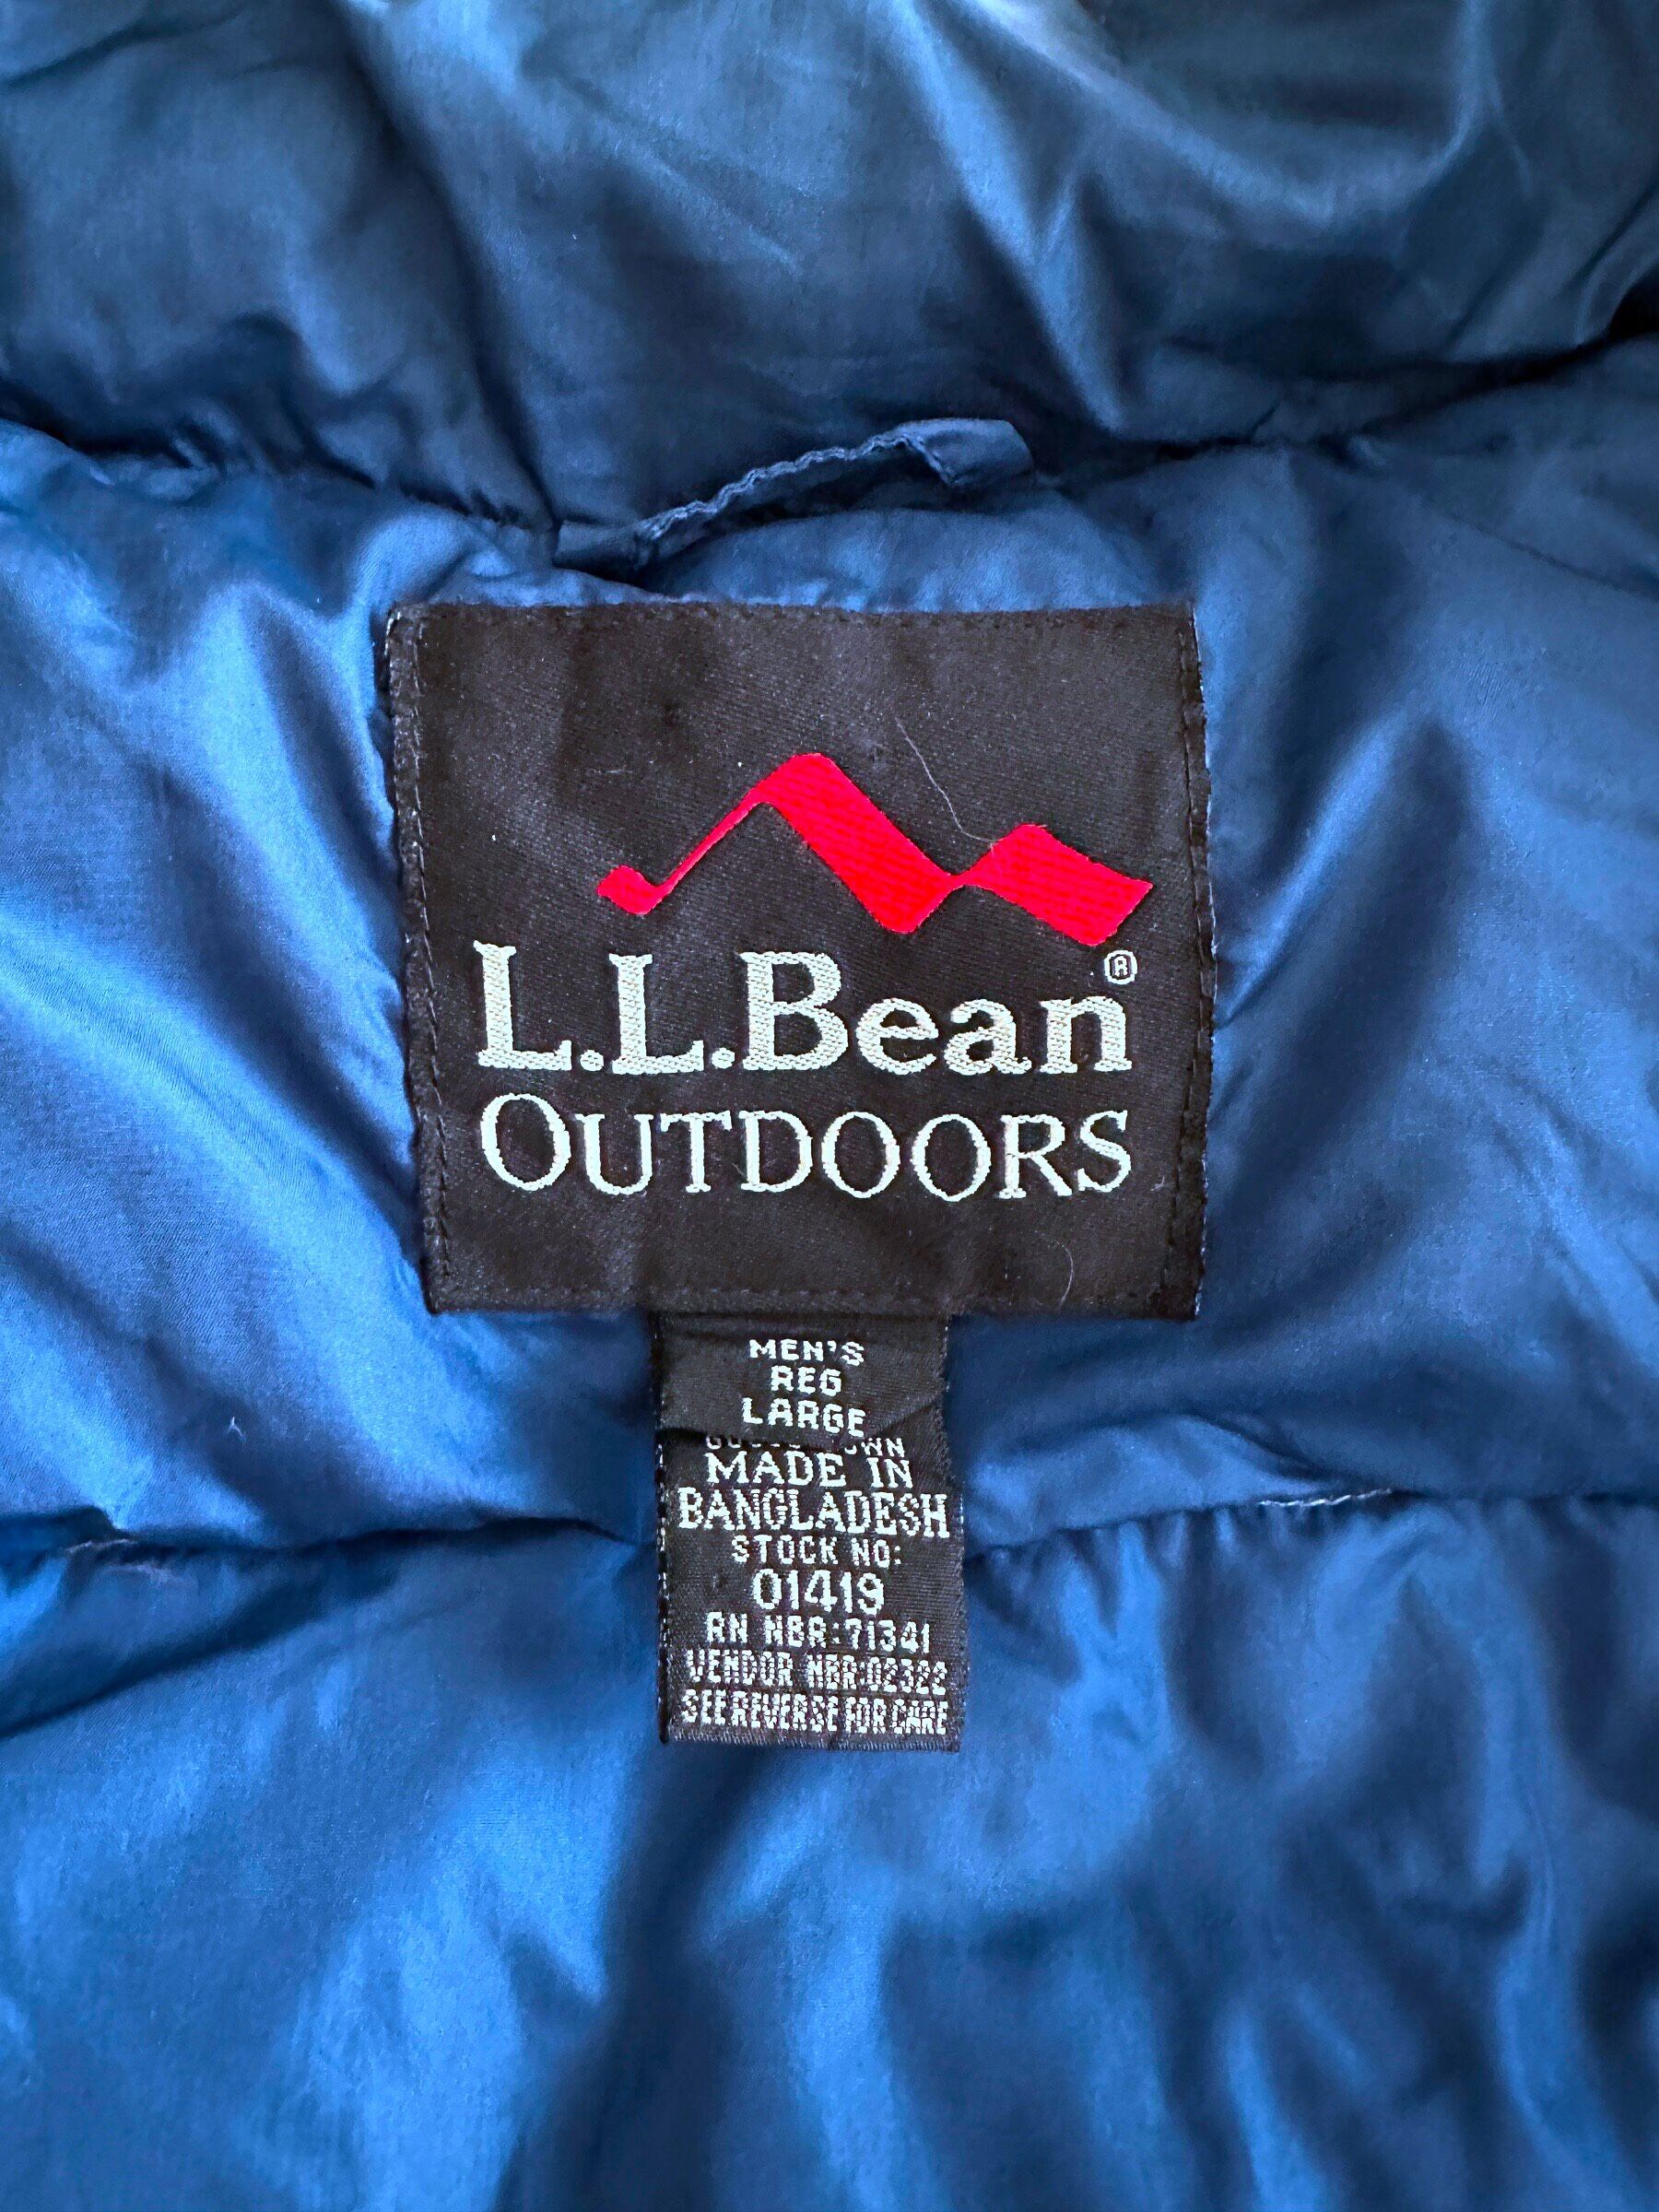 L.L.Bean®
OUTDOORS
MEN'S
REG
LARGE
MADE IN
BANGLADESH
STOCK NO:
01419
RN NBR:71341
VENDOR NBR:02322
SEE REVERSE FOR CARE